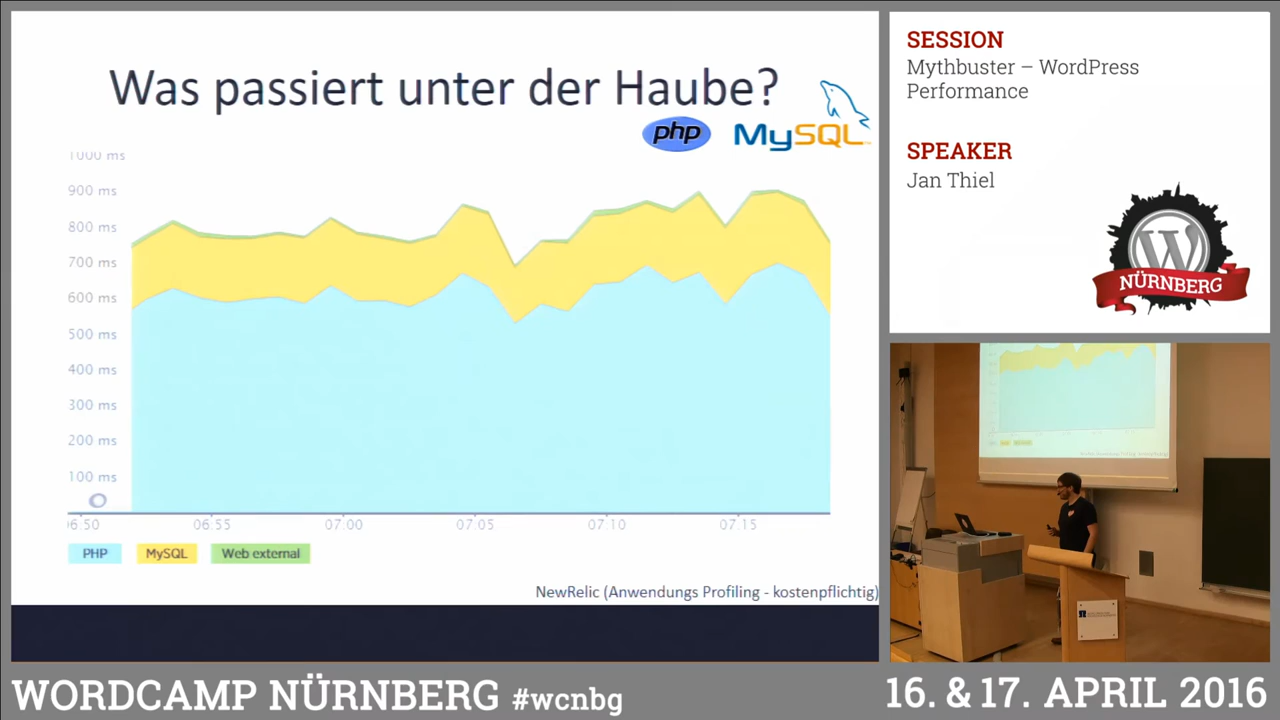 Was passiert unter der Haube?
php
MySQL
1000 ms
900 ms
800 ms
700 ms
600 ms
500 ms
400 ms
300 ms
200 ms
100 ms
06:55
07:00
07:05
07:10
07:15
PHP
MySQL
Web external
NewRelic (Anwendungs Profiling - kostenpflichtig)
SESSION
Mythbuster – WordPress
Performance
SPEAKER
Jan Thiel
W
NÜRNBERG
WORDCAMP NÜRNBERG #wcnbg
16. & 17. APRIL 2016